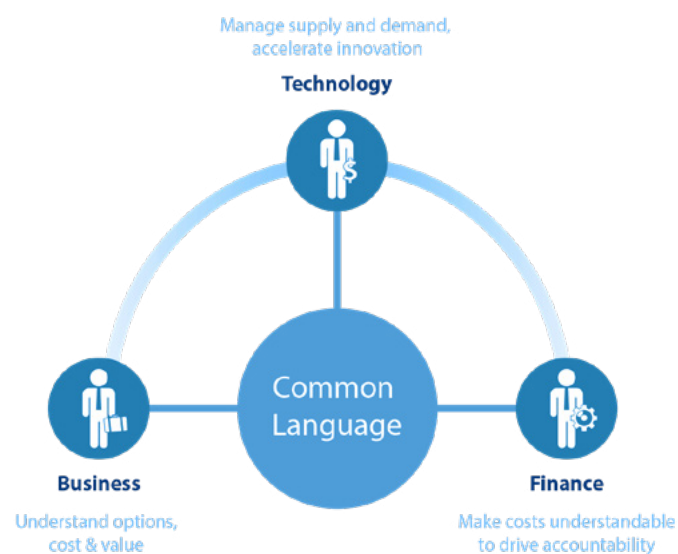 Manage supply and demand,
accelerate innovation
Technology
Common
Language
Business
Understand options,
cost & value
Finance
Make costs understandable
to drive accountability